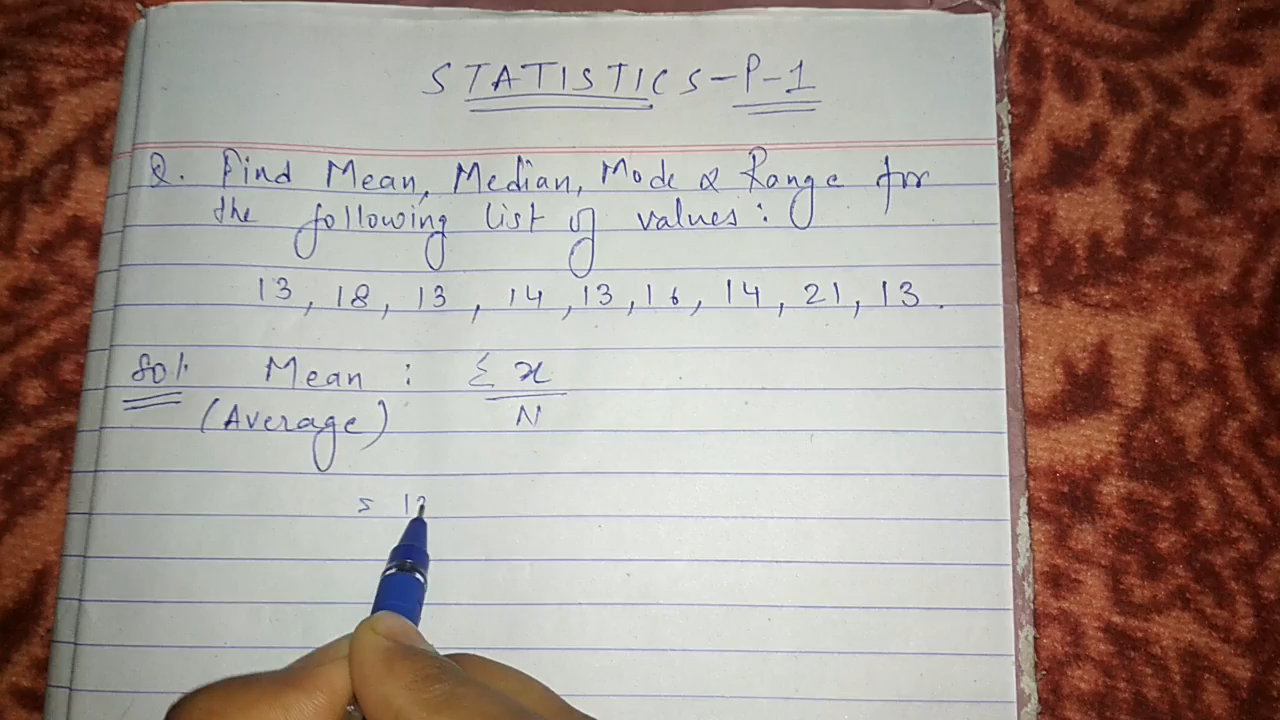 STATISTICS-P-1
Q. Find Mean, Median, Mode & Range for
the following list of values:
13, 18, 13, 14, 13, 16, 14, 21, 13.
Sol: Mean : Σx
N
(Average)
=